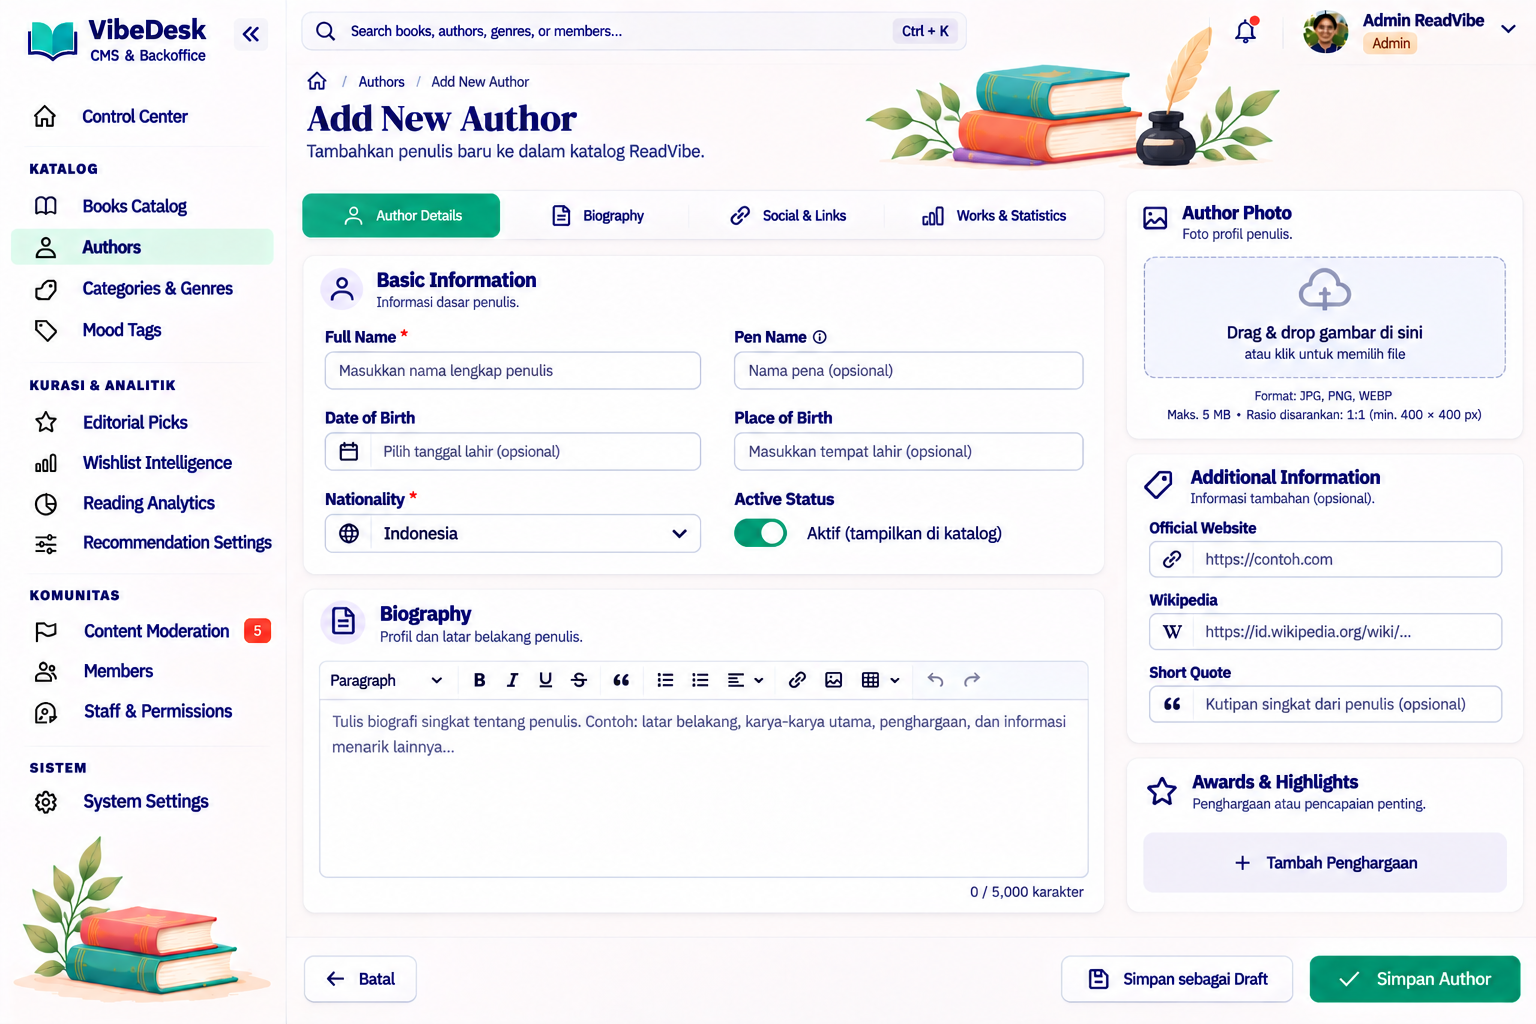 VibeDesk
CMS & Backoffice
Control Center
KATALOG
Books Catalog
Authors
Categories & Genres
Mood Tags
KURASI & ANALITIK
Editorial Picks
Wishlist Intelligence
Reading Analytics
Recommendation Settings
KOMUNITAS
Content Moderation 5
Members
Staff & Permissions
SISTEM
System Settings
Search books, authors, genres, or members... Ctrl + K
Admin ReadVibe
Admin
/ Authors / Add New Author
Add New Author
Tambahkan penulis baru ke dalam katalog ReadVibe.
Author Details Biography Social & Links Works & Statistics
Basic Information
Informasi dasar penulis.
Full Name * Pen Name
Masukkan nama lengkap penulis Nama pena (opsional)
Date of Birth Place of Birth
Pilih tanggal lahir (opsional) Masukkan tempat lahir (opsional)
Nationality * Active Status
Indonesia Aktif (tampilkan di katalog)
Biography
Profil dan latar belakang penulis.
Paragraph B I U S
Tulis biografi singkat tentang penulis. Contoh: latar belakang, karya-karya utama, penghargaan, dan informasi
menarik lainnya...
0 / 5,000 karakter
Author Photo
Foto profil penulis.
Drag & drop gambar di sini
atau klik untuk memilih file
Format: JPG, PNG, WEBP
Maks. 5 MB • Rasio disarankan: 1:1 (min. 400 × 400 px)
Additional Information
Informasi tambahan (opsional).
Official Website
https://contoh.com
Wikipedia
W https://id.wikipedia.org/wiki/...
Short Quote
Kutipan singkat dari penulis (opsional)
Awards & Highlights
Penghargaan atau pencapaian penting.
+ Tambah Penghargaan
Batal
Simpan sebagai Draft
Simpan Author